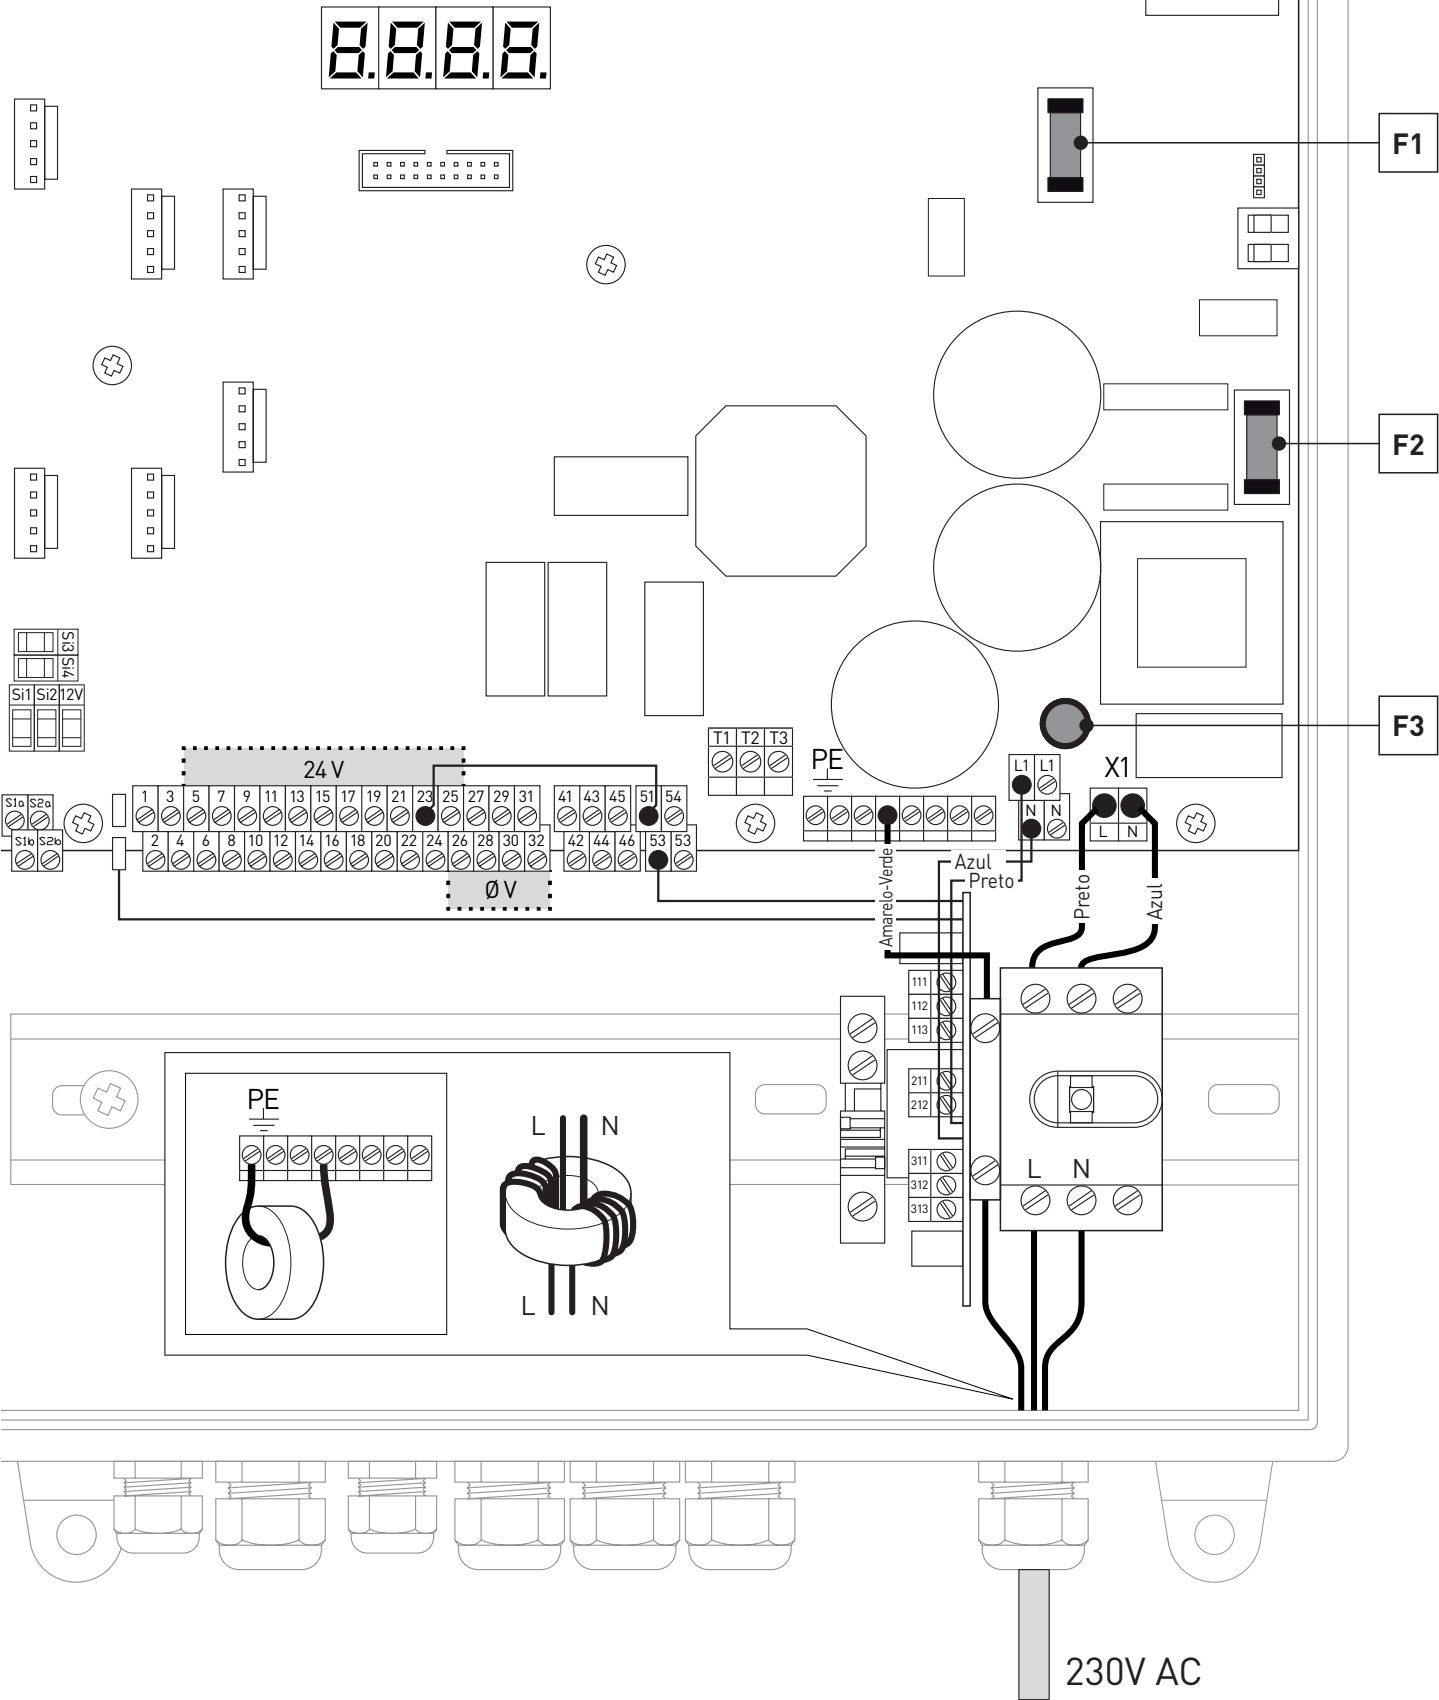 8.8.8.8.
F1
F2
F3
Si3
Si4
Si1 Si2 12V
24 V
T1 T2 T3
PE
L1 L1
N N
X1
L N
S1a S2a
S1b S2b
1 3 5 7 9 11 13 15 17 19 21 23 25 27 29 31
41 43 45
51 54
2 4 6 8 10 12 14 16 18 20 22 24 26 28 30 32
42 44 46
53 53
Ø V
Azul
Preto
Amarelo-Verde
Preto
Azul
111
112
113
211
212
311
312
313
L N
PE
L N
L N
230V AC